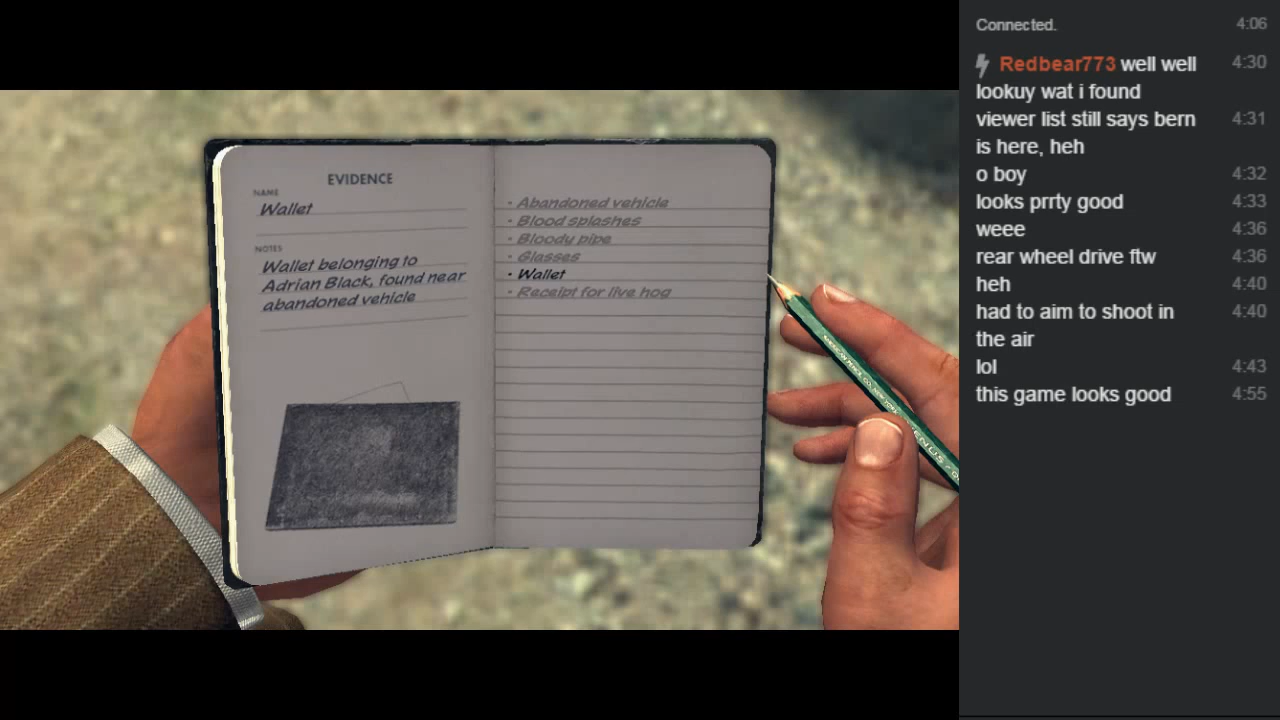 EVIDENCE
NAME
Wallet
NOTES
Wallet belonging to
Adrian Black, found near
abandoned vehicle
· Abandoned vehicle
· Blood splashes
· Bloody pipe
· Glasses
· Wallet
· Receipt for live hog
Connected. 4:06
Redbear773 well well 4:30
lookuy wat i found
viewer list still says bern 4:31
is here, heh
o boy 4:32
looks prrty good 4:33
weee 4:36
rear wheel drive ftw 4:36
heh 4:40
had to aim to shoot in 4:40
the air
lol 4:43
this game looks good 4:55